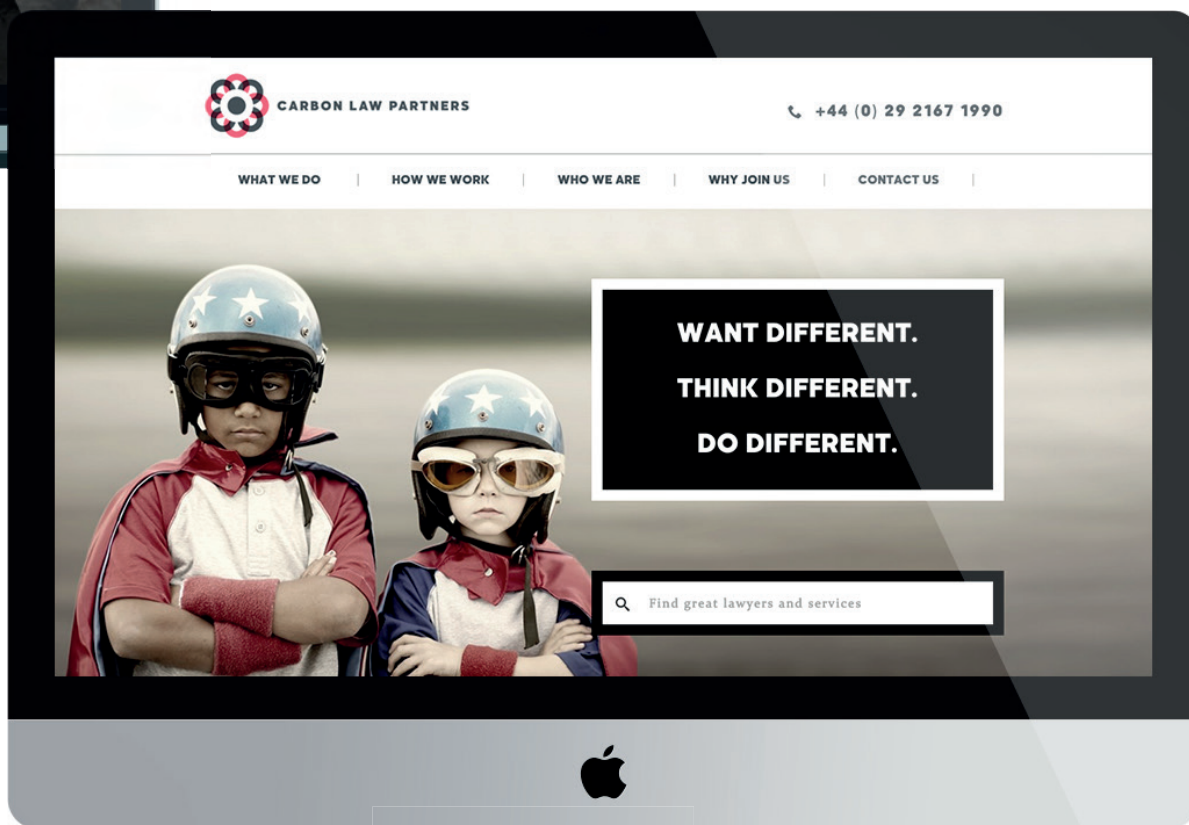 CARBON LAW PARTNERS
+44 (0) 29 2167 1990
WHAT WE DO | HOW WE WORK | WHO WE ARE | WHY JOIN US | CONTACT US |
WANT DIFFERENT.
THINK DIFFERENT.
DO DIFFERENT.
Find great lawyers and services